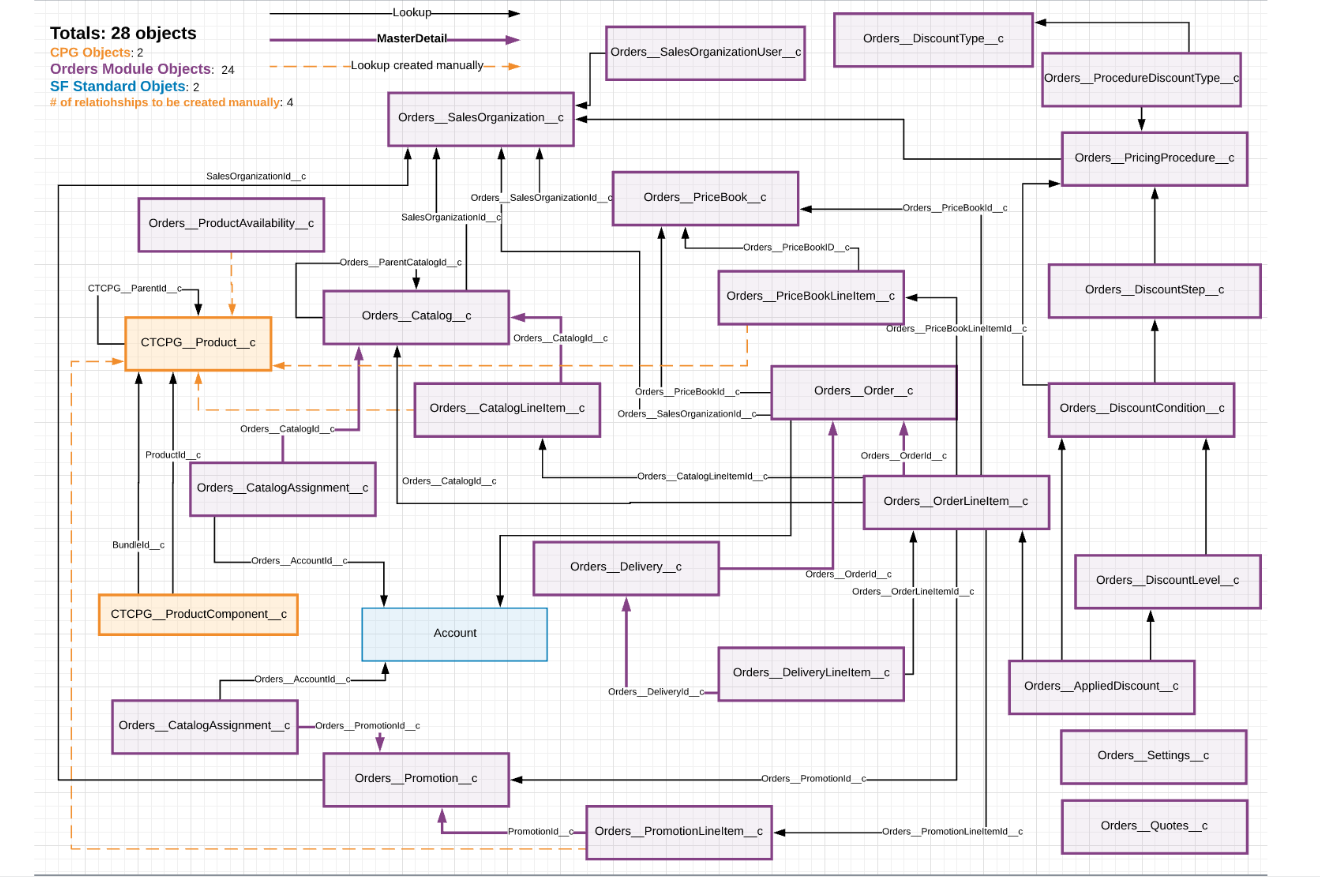 Totals: 28 objects
CPG Objects: 2
Orders Module Objects: 24
SF Standard Objets: 2
# of relatiohships to be created manually: 4
Lookup
MasterDetail
Lookup created manually
Orders__SalesOrganizationUser__c
Orders__DiscountType__c
Orders__ProcedureDiscountType__c
Orders__SalesOrganization__c
Orders__PricingProcedure__c
SalesOrganizationId__c
Orders__SalesOrganizationId__c
Orders__PriceBook__c
Orders__PriceBookId__c
SalesOrganizationId__c
Orders__ProductAvailability__c
Orders__PriceBookID__c
Orders__ParentCatalogId__c
CTCPG__ParentId__c
Orders__PriceBookLineItem__c
Orders__DiscountStep__c
Orders__Catalog__c
Orders__PriceBookLineItemId__c
Orders__CatalogId__c
CTCPG__Product__c
Orders__PriceBookId__c
Orders__Order__c
Orders__CatalogLineItem__c
Orders__SalesOrganizationId__c
Orders__DiscountCondition__c
Orders__CatalogId__c
ProductId__c
Orders__OrderId__c
Orders__CatalogLineItemId__c
Orders__CatalogId__c
Orders__CatalogAssignment__c
Orders__OrderLineItem__c
BundleId__c
Orders__AccountId__c
Orders__Delivery__c
Orders__OrderId__c
Orders__DiscountLevel__c
Orders__OrderLineItemId__c
CTCPG__ProductComponent__c
Account
Orders__AccountId__c
Orders__DeliveryLineItem__c
Orders__DeliveryId__c
Orders__AppliedDiscount__c
Orders__CatalogAssignment__c
Orders__PromotionId__c
Orders__Settings__c
Orders__Promotion__c
Orders__PromotionId__c
PromotionId__c
Orders__PromotionLineItem__c
Orders__PromotionLineItemId__c
Orders__Quotes__c